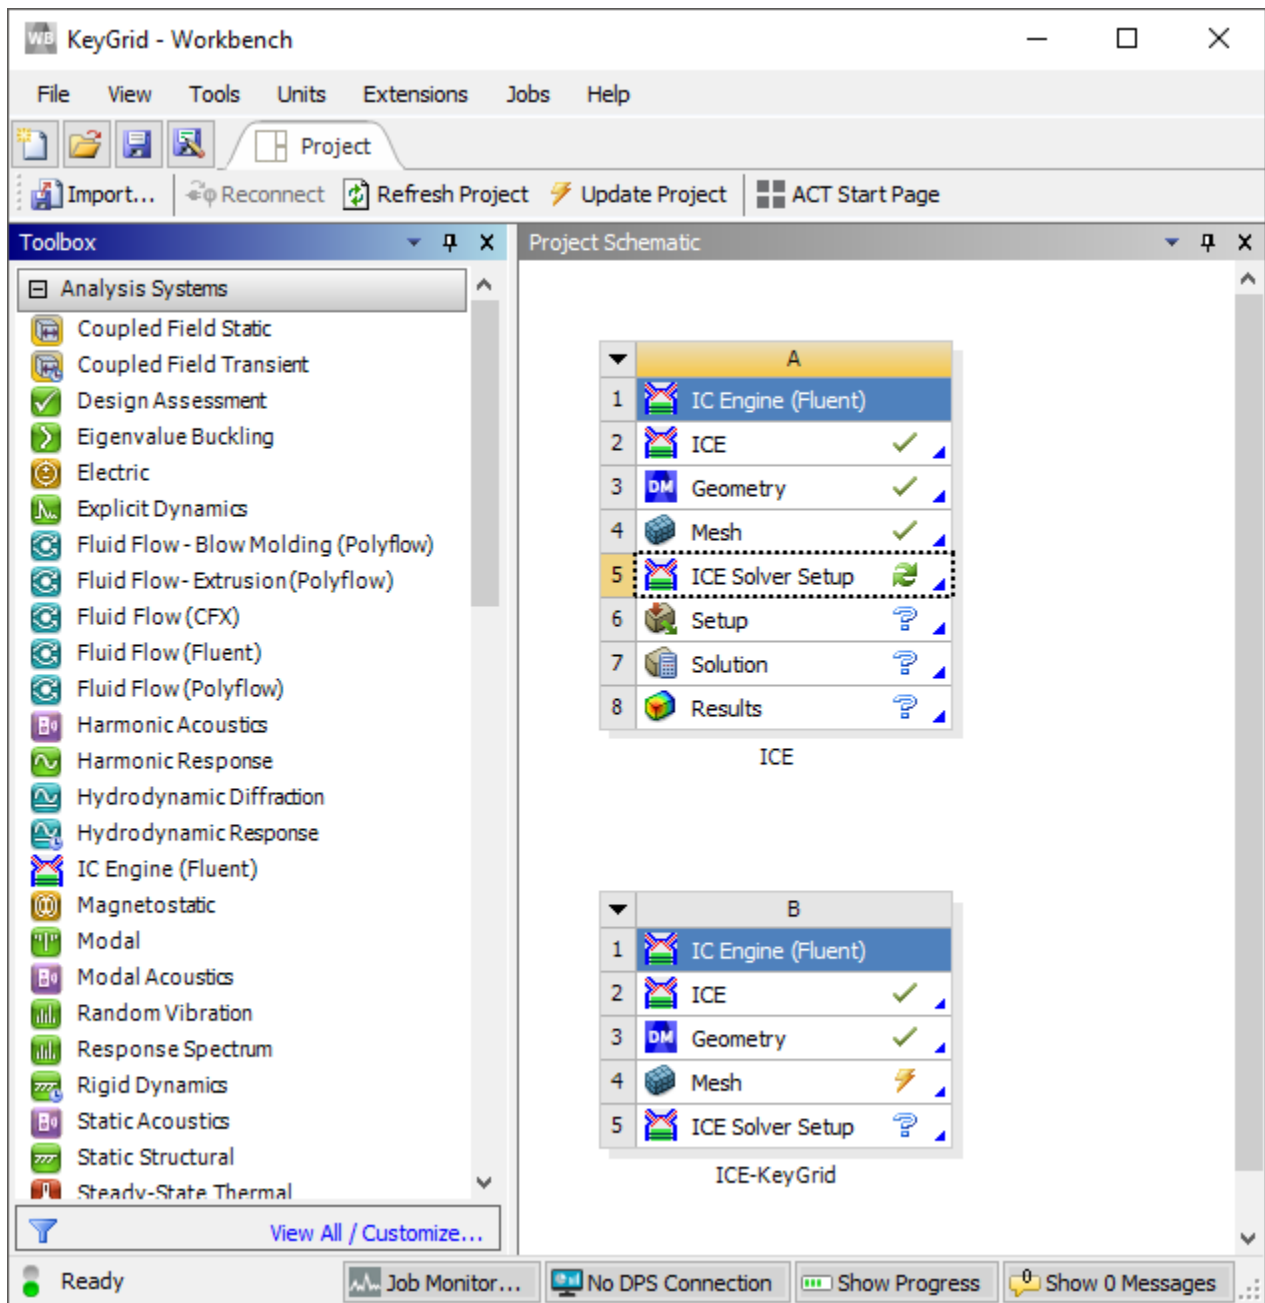 WB KeyGrid - Workbench
File View Tools Units Extensions Jobs Help
Project
Import... Reconnect Refresh Project Update Project ACT Start Page
Toolbox
Analysis Systems
Coupled Field Static
Coupled Field Transient
Design Assessment
Eigenvalue Buckling
Electric
Explicit Dynamics
Fluid Flow - Blow Molding (Polyflow)
Fluid Flow - Extrusion (Polyflow)
Fluid Flow (CFX)
Fluid Flow (Fluent)
Fluid Flow (Polyflow)
Harmonic Acoustics
Harmonic Response
Hydrodynamic Diffraction
Hydrodynamic Response
IC Engine (Fluent)
Magnetostatic
Modal
Modal Acoustics
Random Vibration
Response Spectrum
Rigid Dynamics
Static Acoustics
Static Structural
Steady-State Thermal
View All / Customize...
Project Schematic
A
1 IC Engine (Fluent)
2 ICE
3 DM Geometry
4 Mesh
5 ICE Solver Setup
6 Setup
7 Solution
8 Results
ICE
B
1 IC Engine (Fluent)
2 ICE
3 DM Geometry
4 Mesh
5 ICE Solver Setup
ICE-KeyGrid
Ready
Job Monitor...
No DPS Connection
Show Progress
0 Show 0 Messages